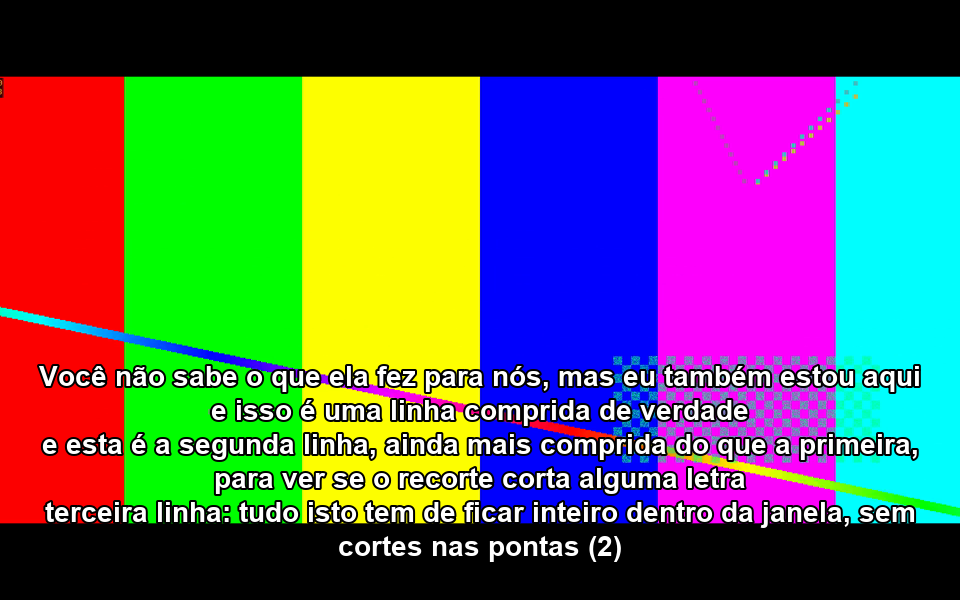 Você não sabe o que ela fez para nós, mas eu também estou aqui
e isso é uma linha comprida de verdade
e esta é a segunda linha, ainda mais comprida do que a primeira,
para ver se o recorte corta alguma letra
terceira linha: tudo isto tem de ficar inteiro dentro da janela, sem
cortes nas pontas (2)